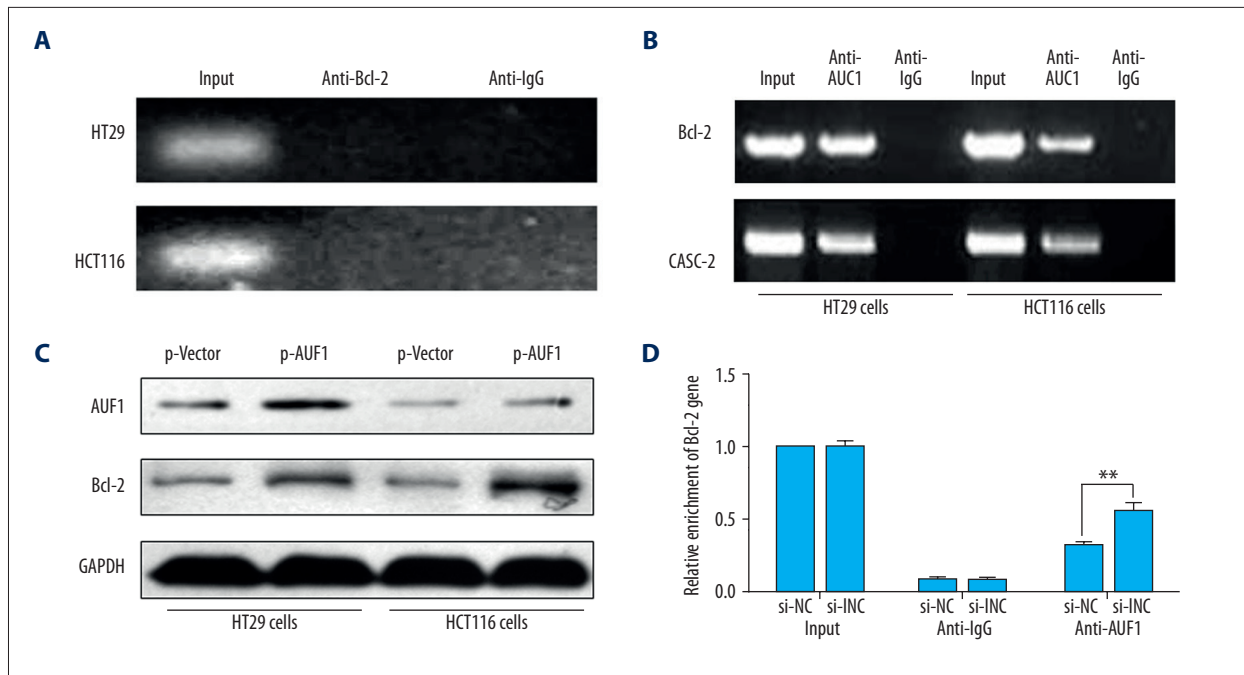 A
Input Anti-Bcl-2 Anti-IgG
HT29
HCT116
B
Input Anti-AUC1 Anti-IgG Input Anti-AUC1 Anti-IgG
Bcl-2
CASC-2
HT29 cells HCT116 cells
C
p-Vector p-AUF1 p-Vector p-AUF1
AUF1
Bcl-2
GAPDH
HT29 cells HCT116 cells
D
Relative enrichment of Bcl-2 gene
1.5
1.0
0.5
0.0
**
si-NC si-INC si-NC si-INC si-NC si-INC
Input Anti-IgG Anti-AUF1